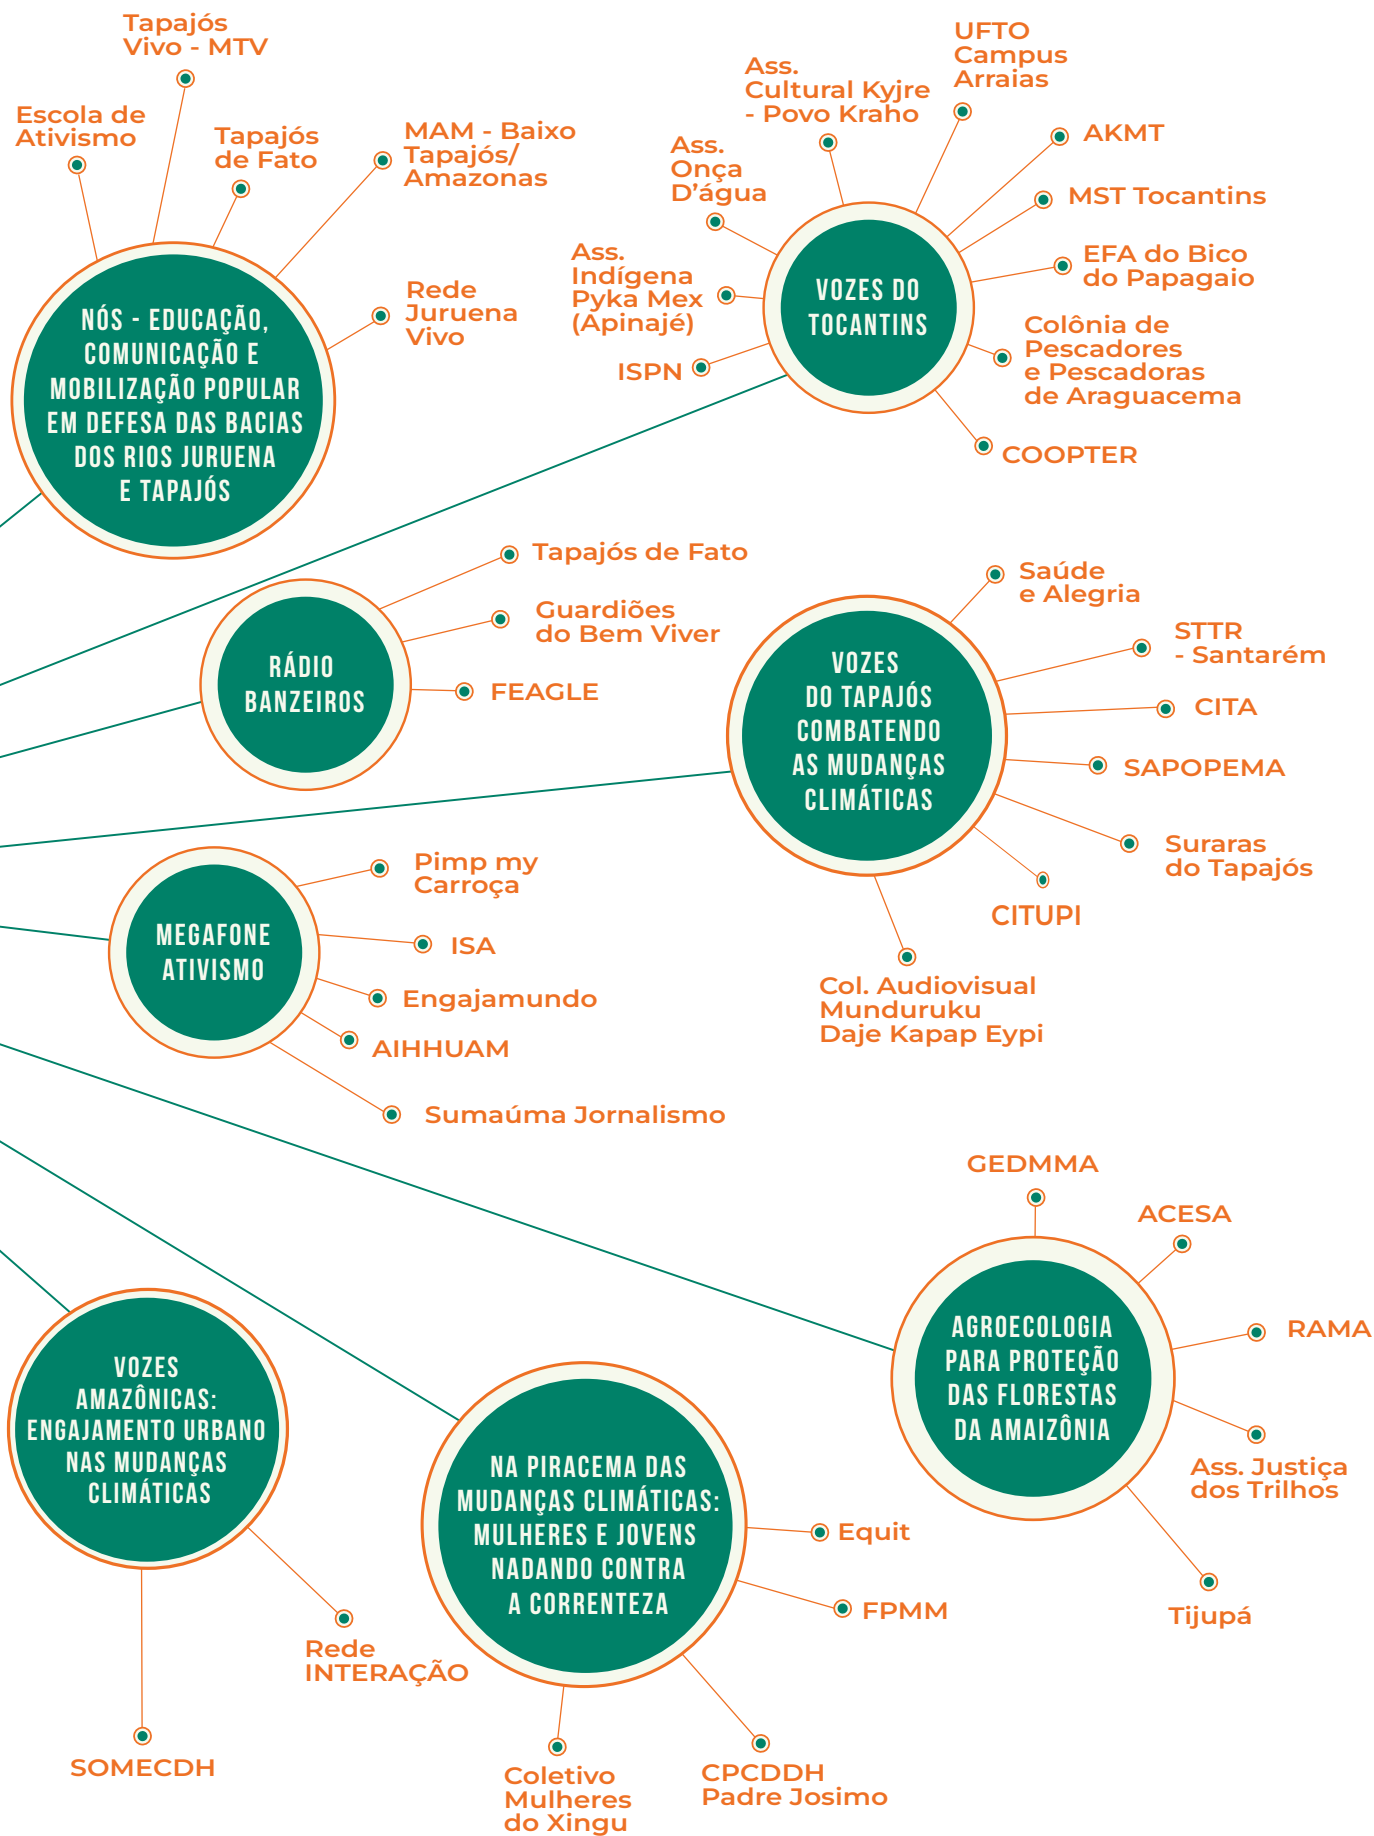 Tapajós
Vivo - MTV
Escola de
Ativismo
Tapajós
de Fato
MAM - Baixo
Tapajós/
Amazonas
Rede
Juruena
Vivo
NÓS - EDUCAÇÃO,
COMUNICAÇÃO E
MOBILIZAÇÃO POPULAR
EM DEFESA DAS BACIAS
DOS RIOS JURUENA
E TAPAJÓS
UFTO
Campus
Arraias
Ass.
Cultural Kyjre
- Povo Kraho
AKMT
Ass.
Onça
D’água
MST Tocantins
Ass.
Indígena
Pyka Mex
(Apinajé)
EFA do Bico
do Papagaio
VOZES DO
TOCANTINS
ISPN
Colônia de
Pescadores
e Pescadoras
de Araguacema
COOPTER
Tapajós de Fato
Guardiões
do Bem Viver
FEAGLE
RÁDIO
BANZEIROS
Saúde
e Alegria
STTR
- Santarém
CITA
SAPOPEMA
Suraras
do Tapajós
CITUPI
Col. Audiovisual
Munduruku
Daje Kapap Eypi
VOZES
DO TAPAJÓS
COMBATENDO
AS MUDANÇAS
CLIMÁTICAS
Pimp my
Carroça
ISA
Engajamundo
AIHHUAM
Sumaúma Jornalismo
MEGAFONE
ATIVISMO
GEDMMA
ACESA
RAMA
Ass. Justiça
dos Trilhos
Tijupá
AGROECOLOGIA
PARA PROTEÇÃO
DAS FLORESTAS
DA AMAIZÔNIA
VOZES
AMAZÔNICAS:
ENGAJAMENTO URBANO
NAS MUDANÇAS
CLIMÁTICAS
Rede
INTERAÇÃO
SOMECDH
NA PIRACEMA DAS
MUDANÇAS CLIMÁTICAS:
MULHERES E JOVENS
NADANDO CONTRA
A CORRENTEZA
Equit
FPMM
CPCDDH
Padre Josimo
Coletivo
Mulheres
do Xingu